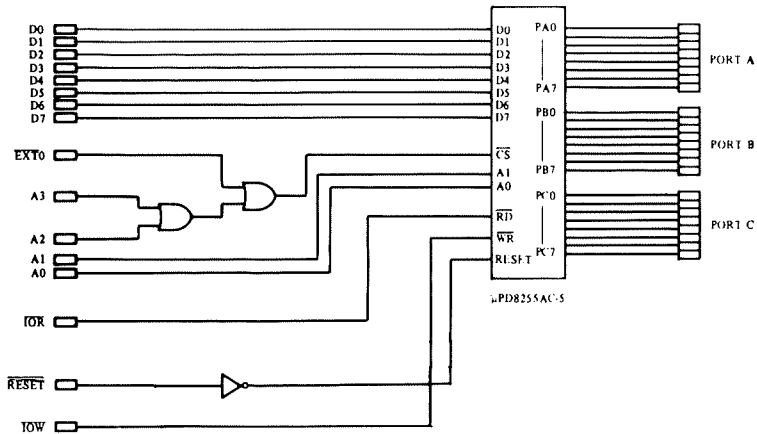 D0
D1
D2
D3
D4
D5
D6
D7
EXT0
A3
A2
A1
A0
IOR
RESET
IOW
D0
D1
D2
D3
D4
D5
D6
D7
CS
A1
A0
RD
WR
RESET
PA0
PA7
PB0
PB7
PC0
PC7
μPD8255AC-5
PORT A
PORT B
PORT C